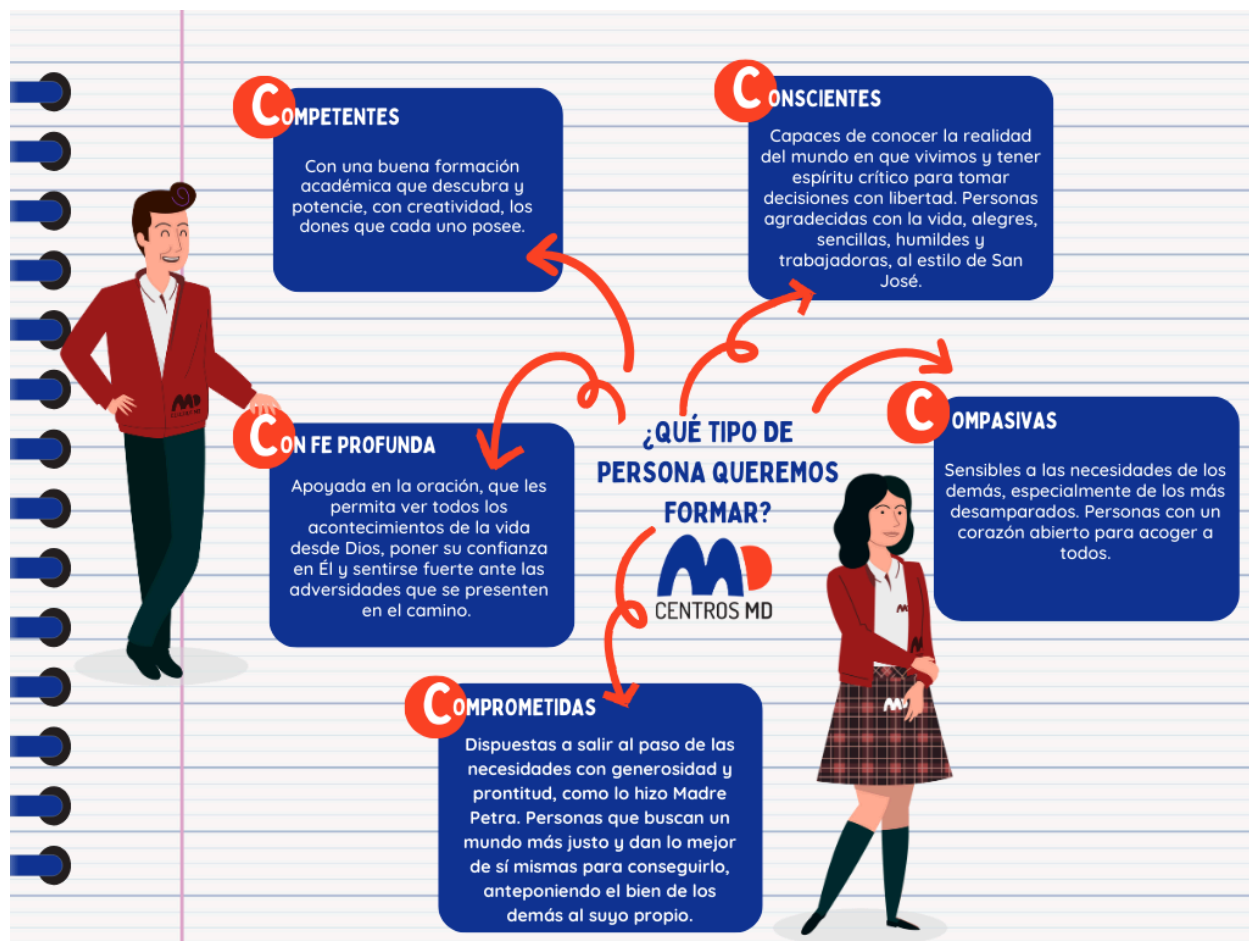 COMPETENTES
Con una buena formación
académica que descubra y
potencie, con creatividad, los
dones que cada uno posee.
CONSCIENTES
Capaces de conocer la realidad
del mundo en que vivimos y tener
espíritu crítico para tomar
decisiones con libertad. Personas
agradecidas con la vida, alegres,
sencillas, humildes y
trabajadoras, al estilo de San
José.
CON FE PROFUNDA
Apoyada en la oración, que les
permita ver todos los
acontecimientos de la vida
desde Dios, poner su confianza
en Él y sentirse fuerte ante las
adversidades que se presenten
en el camino.
¿QUÉ TIPO DE
PERSONA QUEREMOS
FORMAR?
MD
CENTROS MD
COMPASIVAS
Sensibles a las necesidades de los
demás, especialmente de los más
desamparados. Personas con un
corazón abierto para acoger a
todos.
COMPROMETIDAS
Dispuestas a salir al paso de las
necesidades con generosidad y
prontitud, como lo hizo Madre
Petra. Personas que buscan un
mundo más justo y dan lo mejor
de sí mismas para conseguirlo,
anteponiendo el bien de los
demás al suyo propio.
MD
CENTROS MD